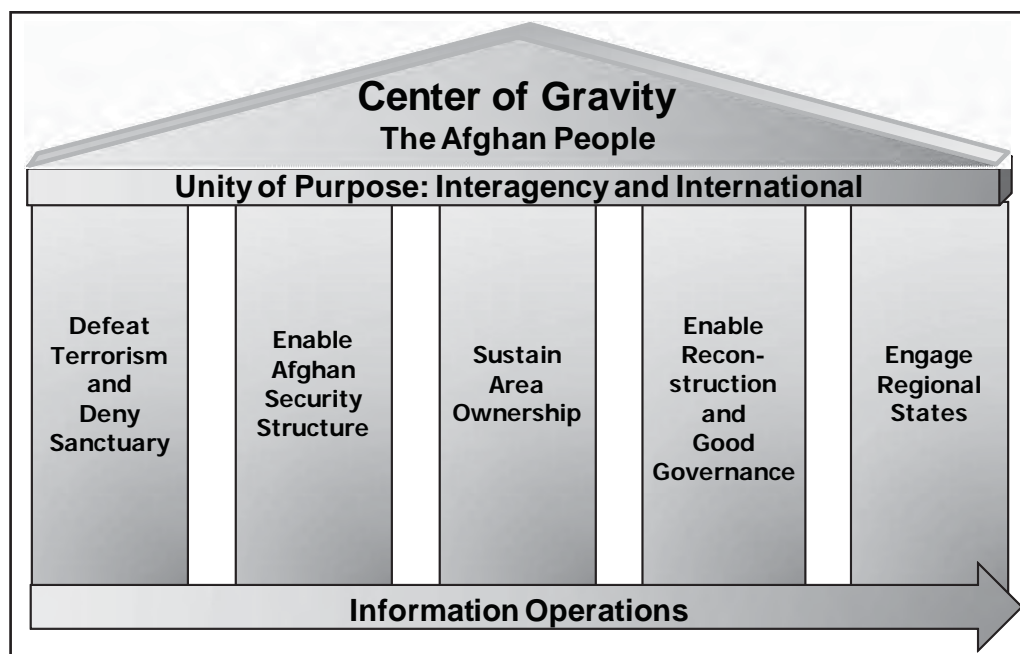 Center of Gravity
The Afghan People
Unity of Purpose: Interagency and International
Defeat
Terrorism
and
Deny
Sanctuary
Enable
Afghan
Security
Structure
Sustain
Area
Ownership
Enable
Recon-
struction
and
Good
Governance
Engage
Regional
States
Information Operations